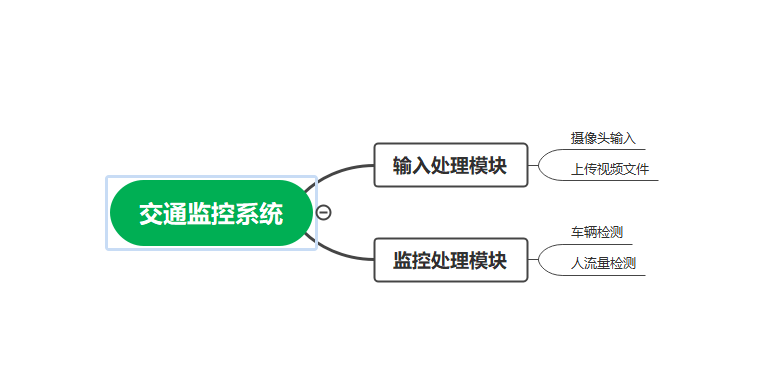 交通监控系统
输入处理模块
摄像头输入
上传视频文件
监控处理模块
车辆检测
人流量检测